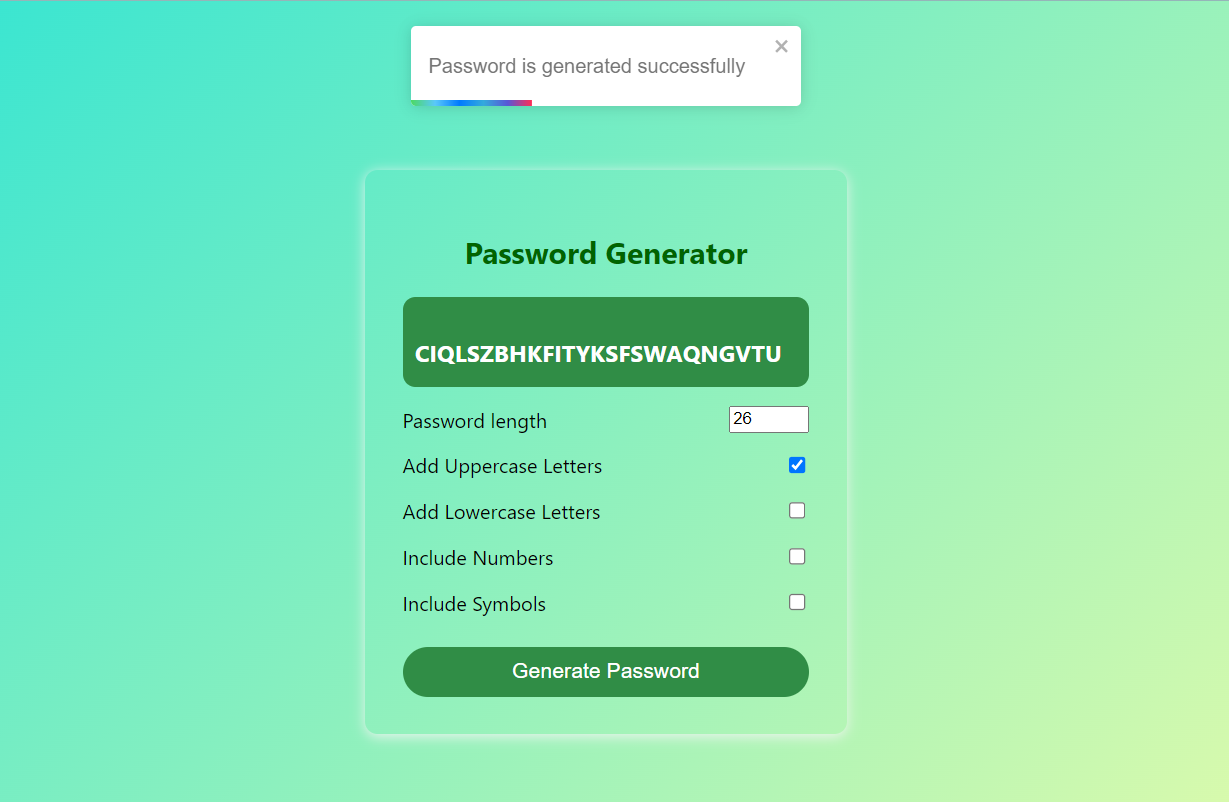 Password is generated successfully
×
Password Generator
CIQLSZBHKFITYKSFSWAQNGVTU
Password length 26
Add Uppercase Letters
Add Lowercase Letters
Include Numbers
Include Symbols
Generate Password